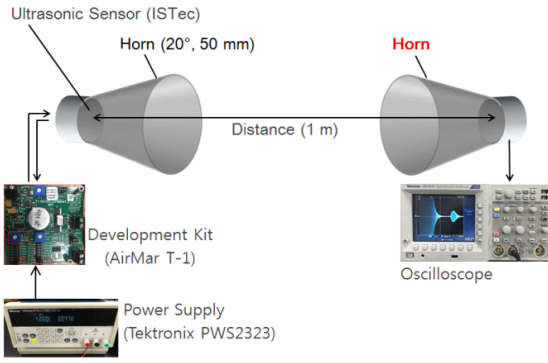 Ultrasonic Sensor (ISTec)
Horn (20°, 50 mm)
Horn
Distance (1 m)
Development Kit
(AirMar T-1)
Oscilloscope
Power Supply
(Tektronix PWS2323)